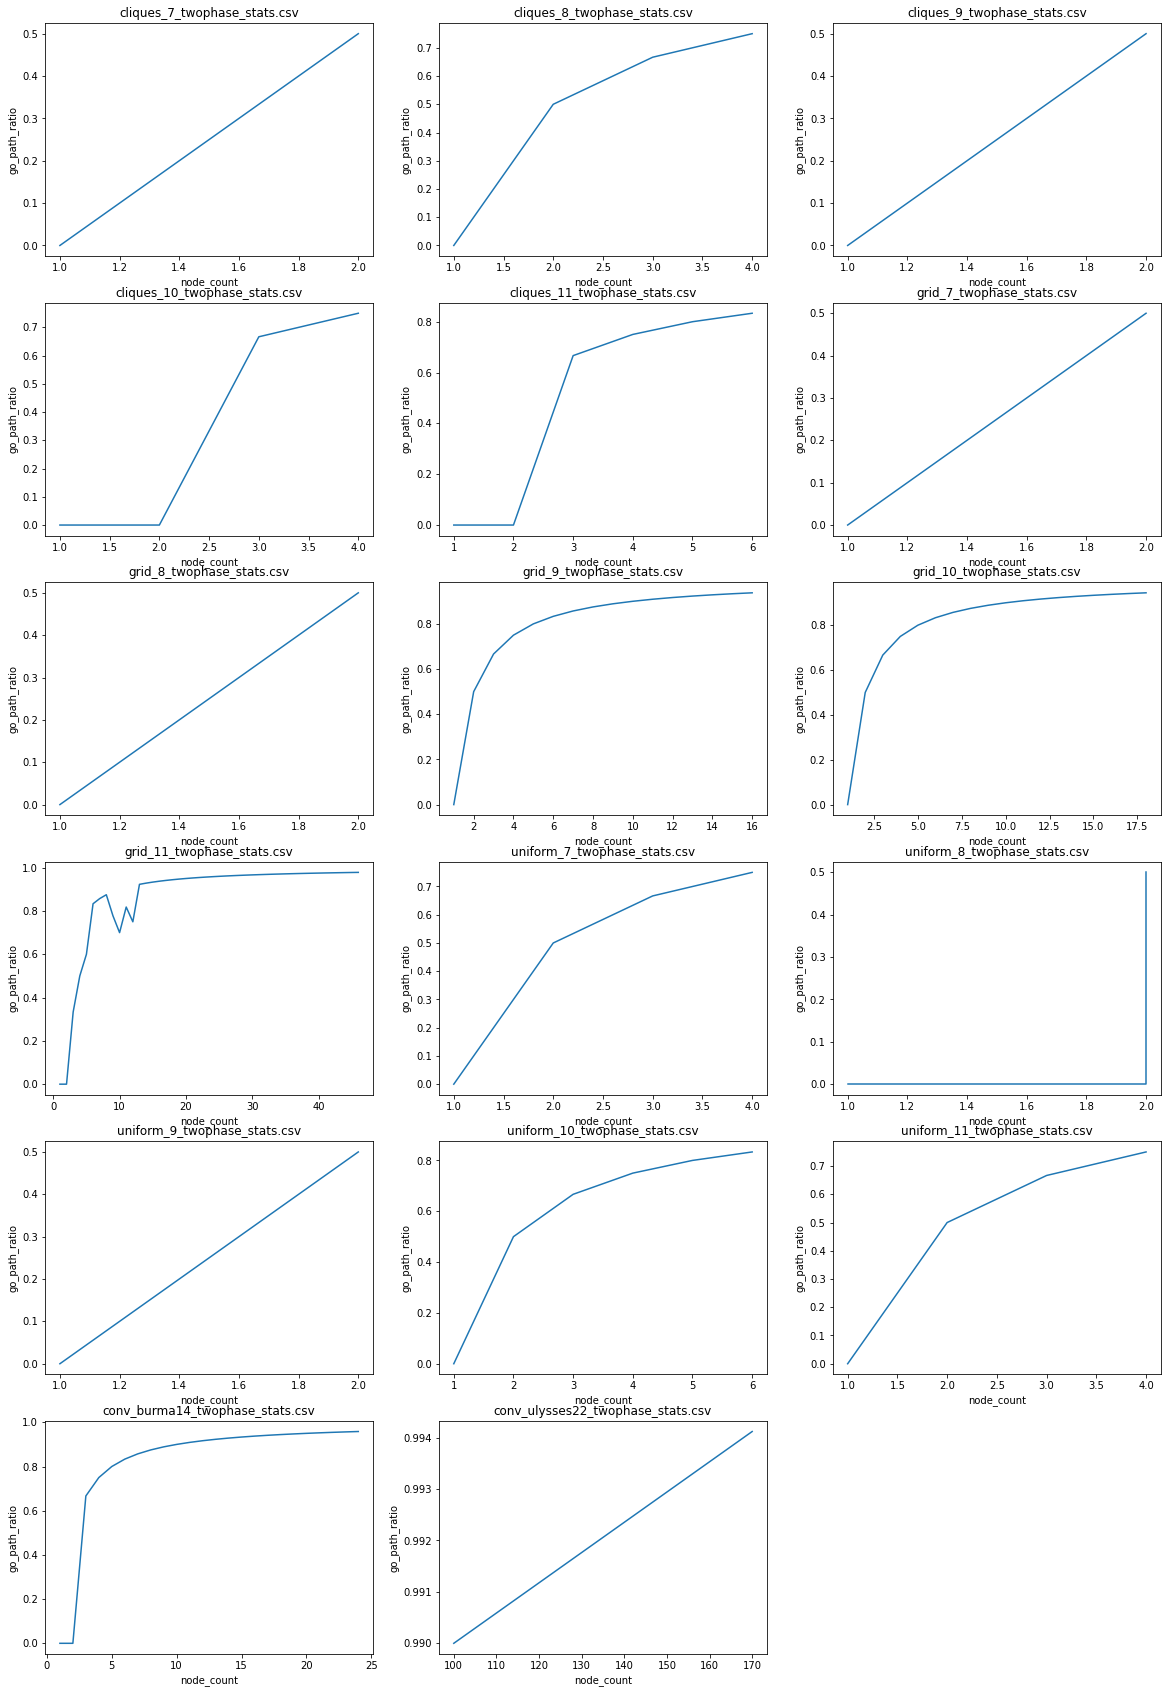 cliques_7_twophase_stats.csv
go_path_ratio
0.5
0.4
0.3
0.2
0.1
0.0
1.0 1.2 1.4 1.6 1.8 2.0
node_count
cliques_8_twophase_stats.csv
go_path_ratio
0.7
0.6
0.5
0.4
0.3
0.2
0.1
0.0
1.0 1.5 2.0 2.5 3.0 3.5 4.0
node_count
cliques_9_twophase_stats.csv
go_path_ratio
0.5
0.4
0.3
0.2
0.1
0.0
1.0 1.2 1.4 1.6 1.8 2.0
node_count
cliques_10_twophase_stats.csv
go_path_ratio
0.7
0.6
0.5
0.4
0.3
0.2
0.1
0.0
1.0 1.5 2.0 2.5 3.0 3.5 4.0
node_count
cliques_11_twophase_stats.csv
go_path_ratio
0.8
0.6
0.4
0.2
0.0
1 2 3 4 5 6
node_count
grid_7_twophase_stats.csv
go_path_ratio
0.5
0.4
0.3
0.2
0.1
0.0
1.0 1.2 1.4 1.6 1.8 2.0
node_count
grid_8_twophase_stats.csv
go_path_ratio
0.5
0.4
0.3
0.2
0.1
0.0
1.0 1.2 1.4 1.6 1.8 2.0
node_count
grid_9_twophase_stats.csv
go_path_ratio
0.8
0.6
0.4
0.2
0.0
2 4 6 8 10 12 14 16
node_count
grid_10_twophase_stats.csv
go_path_ratio
0.8
0.6
0.4
0.2
0.0
2.5 5.0 7.5 10.0 12.5 15.0 17.5
node_count
grid_11_twophase_stats.csv
go_path_ratio
1.0
0.8
0.6
0.4
0.2
0.0
0 10 20 30 40
node_count
uniform_7_twophase_stats.csv
go_path_ratio
0.7
0.6
0.5
0.4
0.3
0.2
0.1
0.0
1.0 1.5 2.0 2.5 3.0 3.5 4.0
node_count
uniform_8_twophase_stats.csv
go_path_ratio
0.5
0.4
0.3
0.2
0.1
0.0
1.0 1.2 1.4 1.6 1.8 2.0
node_count
uniform_9_twophase_stats.csv
go_path_ratio
0.5
0.4
0.3
0.2
0.1
0.0
1.0 1.2 1.4 1.6 1.8 2.0
node_count
uniform_10_twophase_stats.csv
go_path_ratio
0.8
0.6
0.4
0.2
0.0
1 2 3 4 5 6
node_count
uniform_11_twophase_stats.csv
go_path_ratio
0.7
0.6
0.5
0.4
0.3
0.2
0.1
0.0
1.0 1.5 2.0 2.5 3.0 3.5 4.0
node_count
conv_burma14_twophase_stats.csv
go_path_ratio
1.0
0.8
0.6
0.4
0.2
0.0
0 5 10 15 20 25
node_count
conv_ulysses22_twophase_stats.csv
go_path_ratio
0.994
0.993
0.992
0.991
0.990
100 110 120 130 140 150 160 170
node_count